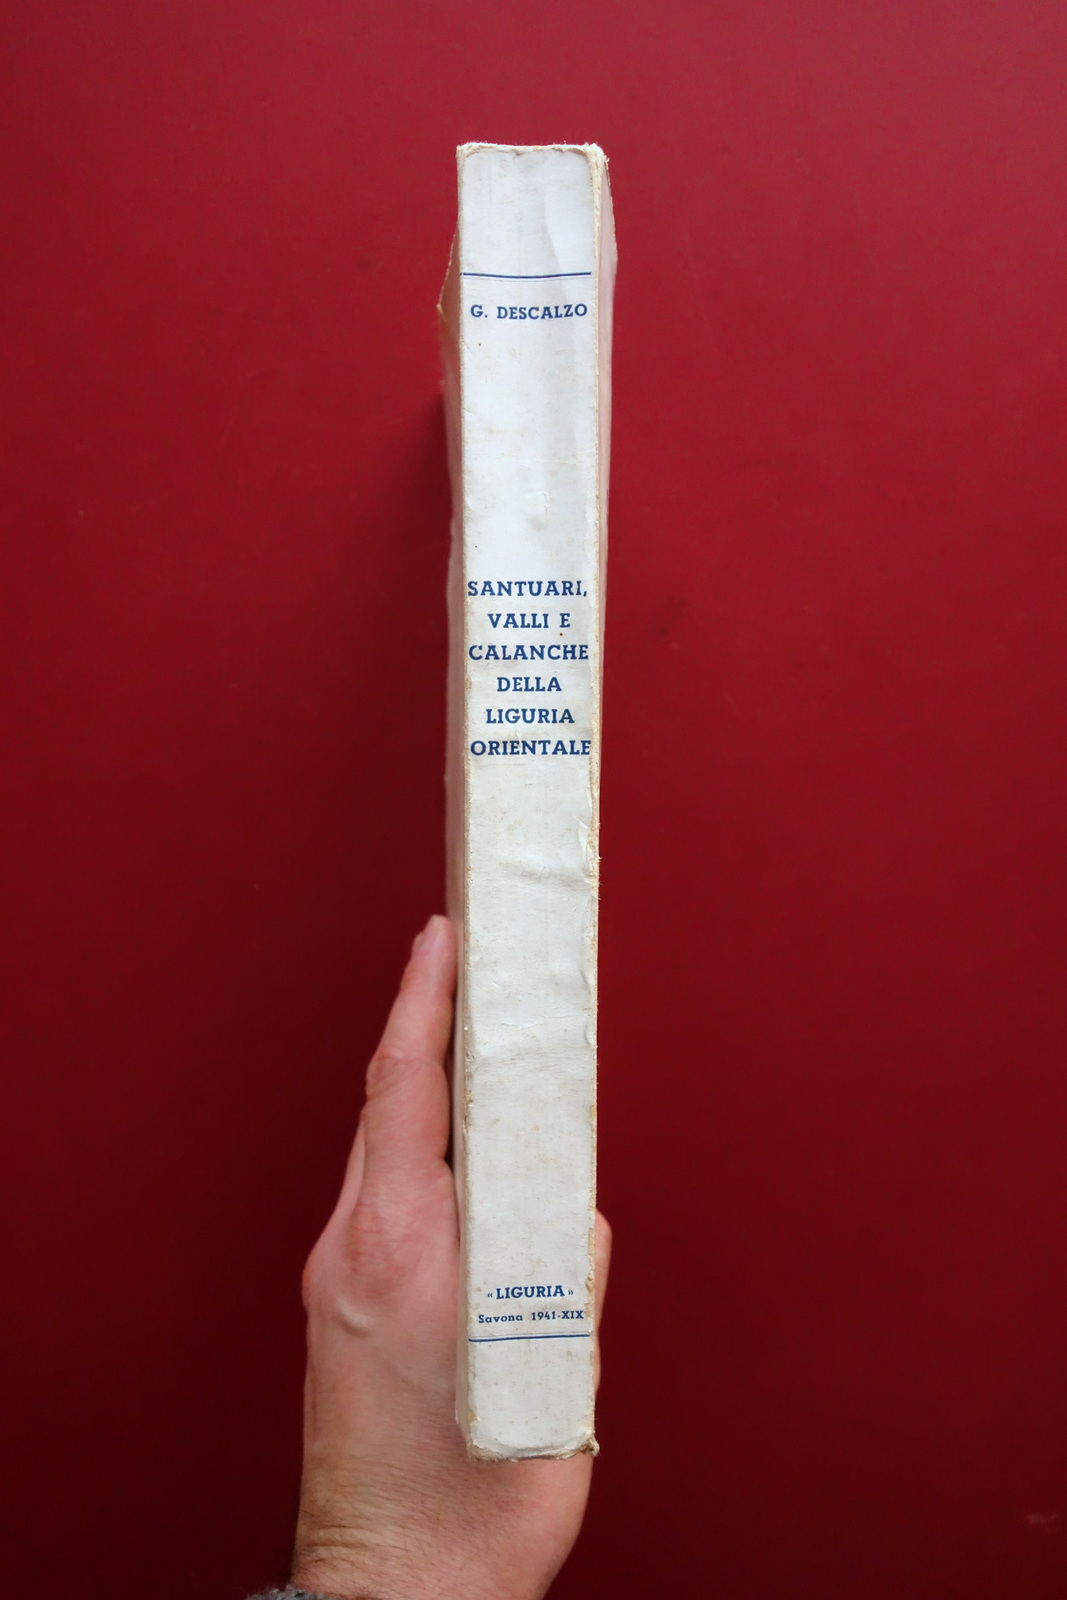 G. DESCALZO
SANTUARI,
VALLI E
CALANCHE
DELLA
LIGURIA
ORIENTALE
«LIGURIA»
Savona 1941-XIX